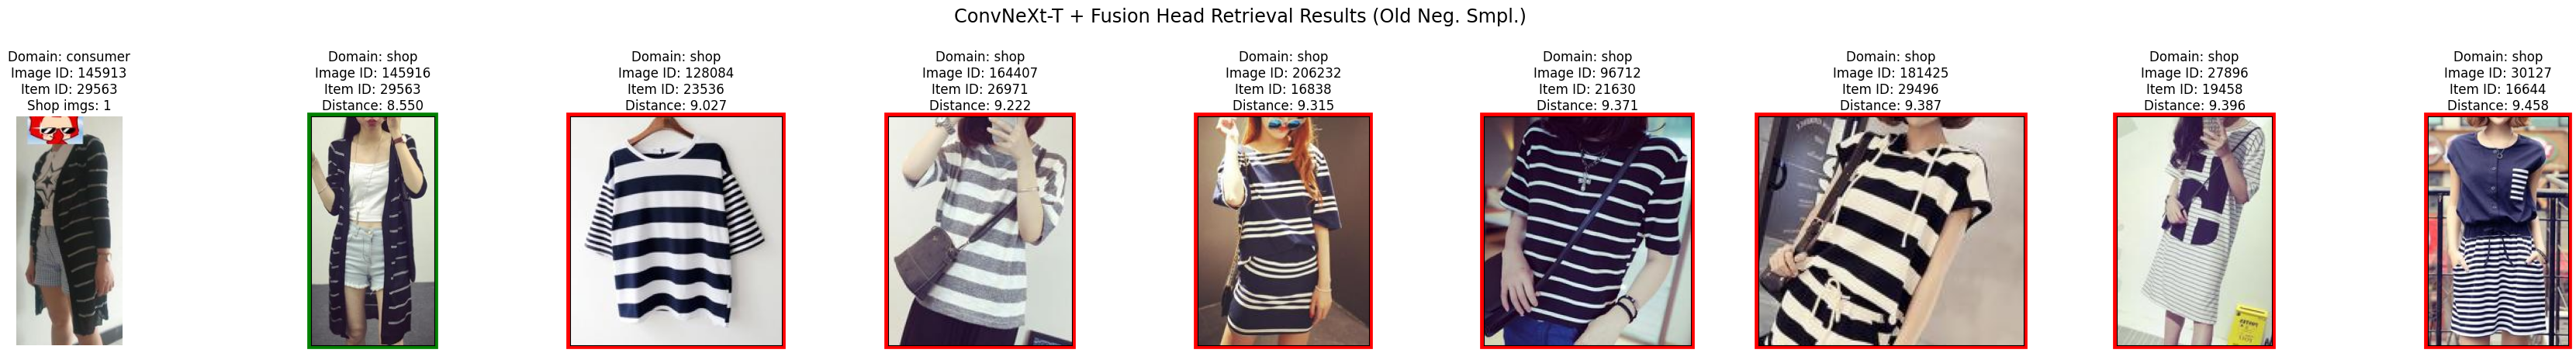 ConvNeXt-T + Fusion Head Retrieval Results (Old Neg. Smpl.)
Domain: consumer
Image ID: 145913
Item ID: 29563
Shop imgs: 1
Domain: shop
Image ID: 145916
Item ID: 29563
Distance: 8.550
Domain: shop
Image ID: 128084
Item ID: 23536
Distance: 9.027
Domain: shop
Image ID: 164407
Item ID: 26971
Distance: 9.222
Domain: shop
Image ID: 206232
Item ID: 16838
Distance: 9.315
Domain: shop
Image ID: 96712
Item ID: 21630
Distance: 9.371
Domain: shop
Image ID: 181425
Item ID: 29496
Distance: 9.387
Domain: shop
Image ID: 27896
Item ID: 19458
Distance: 9.396
Domain: shop
Image ID: 30127
Item ID: 16644
Distance: 9.458